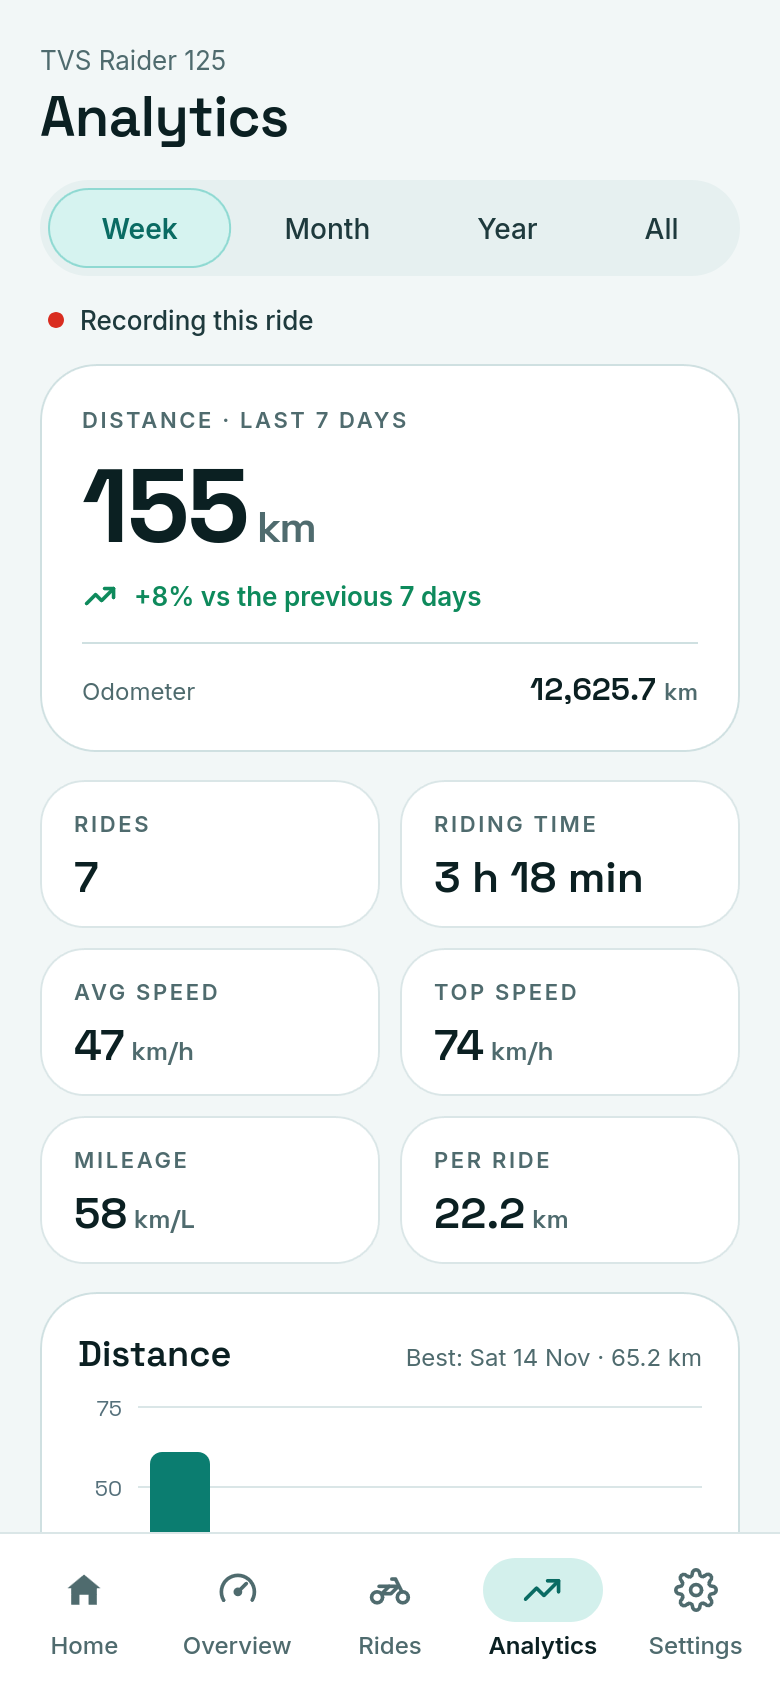 TVS Raider 125
Analytics
Week Month Year All
Recording this ride
DISTANCE · LAST 7 DAYS
155 km
+8% vs the previous 7 days
Odometer 12,625.7 km
RIDES
7
RIDING TIME
3 h 18 min
AVG SPEED
47 km/h
TOP SPEED
74 km/h
MILEAGE
58 km/L
PER RIDE
22.2 km
Distance Best: Sat 14 Nov · 65.2 km
75
50
Home Overview Rides Analytics Settings